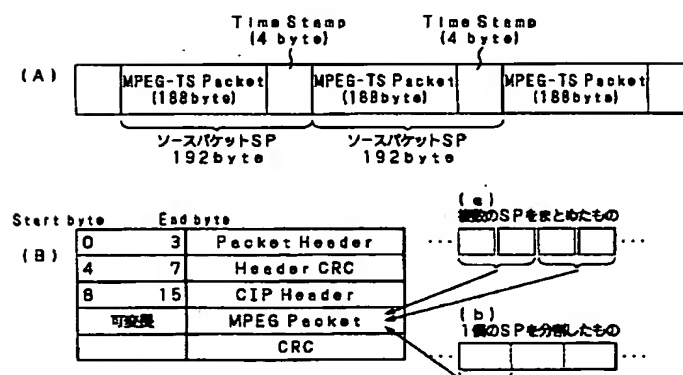 Time Stamp
(4 byte)
Time Stamp
(4 byte)
(A)
MPEG-TS Packet
(188byte)
MPEG-TS Packet
(188byte)
MPEG-TS Packet
(188byte)
ソースパケットSP
192byte
ソースパケットSP
192byte
(a)
複数のSPをまとめたもの
... ...
Start byte End byte
(B)
0 3 Packet Header
4 7 Header CRC
8 15 CIP Header
可変長 MPEG Packet
CRC
(b)
1個のSPを分割したもの
... ...